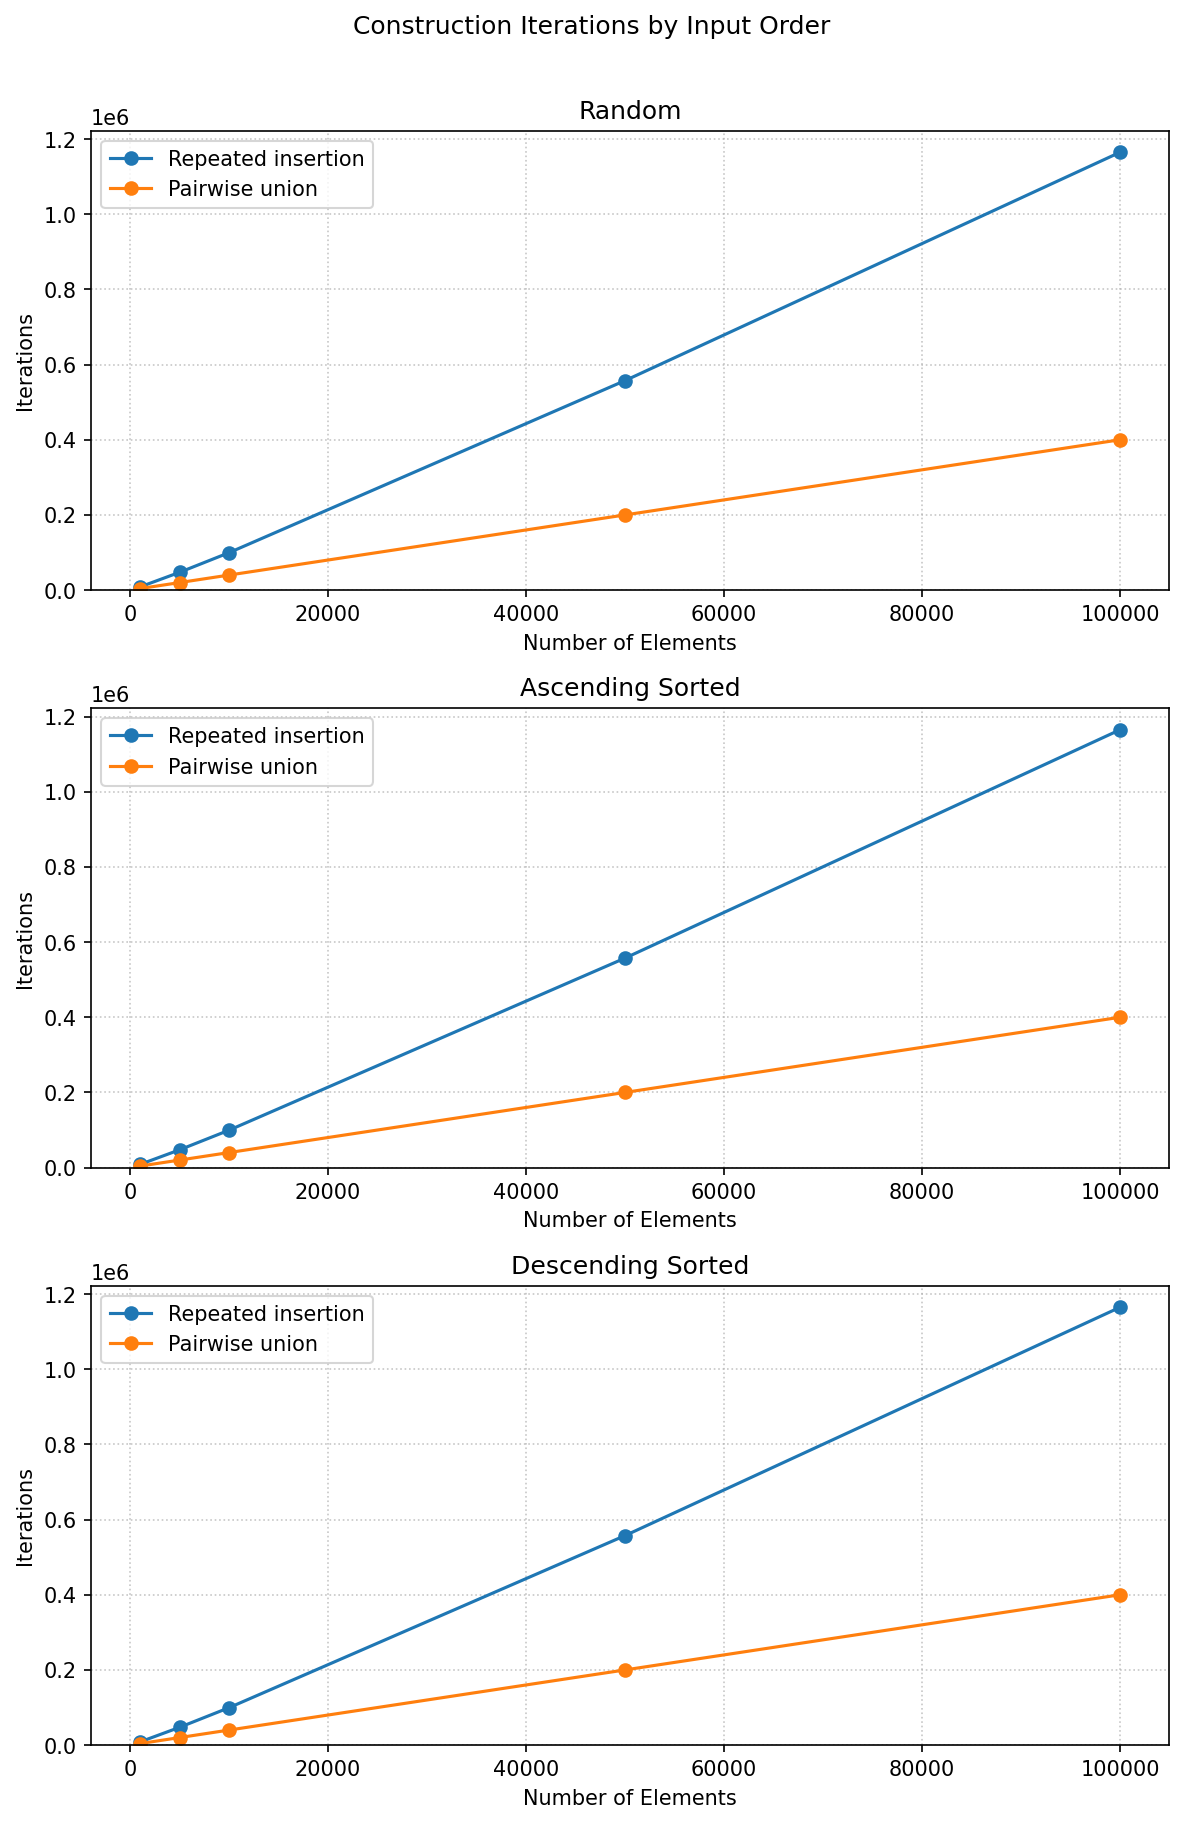 Construction Iterations by Input Order
Random
1e6
Repeated insertion
Pairwise union
1.2
1.0
0.8
0.6
0.4
0.2
0.0
Iterations
0 20000 40000 60000 80000 100000
Number of Elements
Ascending Sorted
1e6
Repeated insertion
Pairwise union
1.2
1.0
0.8
0.6
0.4
0.2
0.0
Iterations
0 20000 40000 60000 80000 100000
Number of Elements
Descending Sorted
1e6
Repeated insertion
Pairwise union
1.2
1.0
0.8
0.6
0.4
0.2
0.0
Iterations
0 20000 40000 60000 80000 100000
Number of Elements